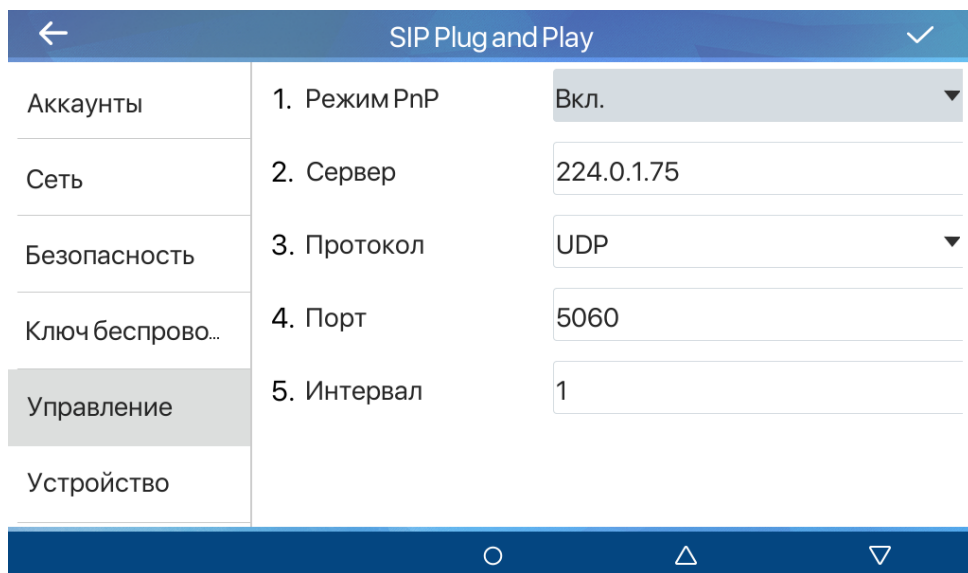 SIP Plug and Play
Аккаунты
Сеть
Безопасность
Ключ беспрово...
Управление
Устройство
1. Режим PnP Вкл.
2. Сервер 224.0.1.75
3. Протокол UDP
4. Порт 5060
5. Интервал 1